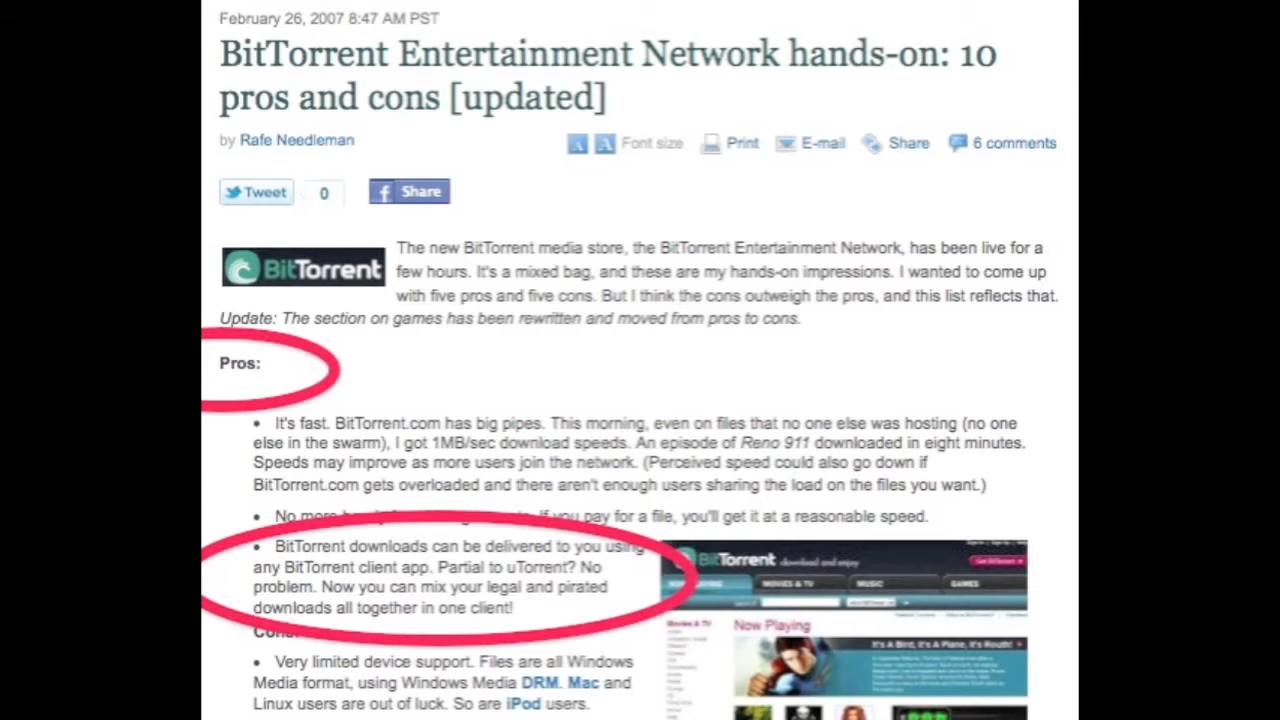 February 26, 2007 8:47 AM PST
BitTorrent Entertainment Network hands-on: 10
pros and cons [updated]
by Rafe Needleman
A A Font size Print E-mail Share 6 comments
Tweet 0 f Share
BitTorrent
The new BitTorrent media store, the BitTorrent Entertainment Network, has been live for a
few hours. It's a mixed bag, and these are my hands-on impressions. I wanted to come up
with five pros and five cons. But I think the cons outweigh the pros, and this list reflects that.
Update: The section on games has been rewritten and moved from pros to cons.
Pros:
• It's fast. BitTorrent.com has big pipes. This morning, even on files that no one else was hosting (no one
else in the swarm), I got 1MB/sec download speeds. An episode of Reno 911 downloaded in eight minutes.
Speeds may improve as more users join the network. (Perceived speed could also go down if
BitTorrent.com gets overloaded and there aren't enough users sharing the load on the files you want.)
• No more If you pay for a file, you'll get it at a reasonable speed.
• BitTorrent downloads can be delivered to you using
any BitTorrent client app. Partial to uTorrent? No
problem. Now you can mix your legal and pirated
downloads all together in one client!
Cons:
• Very limited device support. Files are all Windows
Media format, using Windows Media DRM. Mac and
Linux users are out of luck. So are iPod users.
BitTorrent download and enjoy
MOVIES & TV MUSIC GAMES
Movies & TV
Now Playing
It's A Bird, It's A Plane, It's Routh!